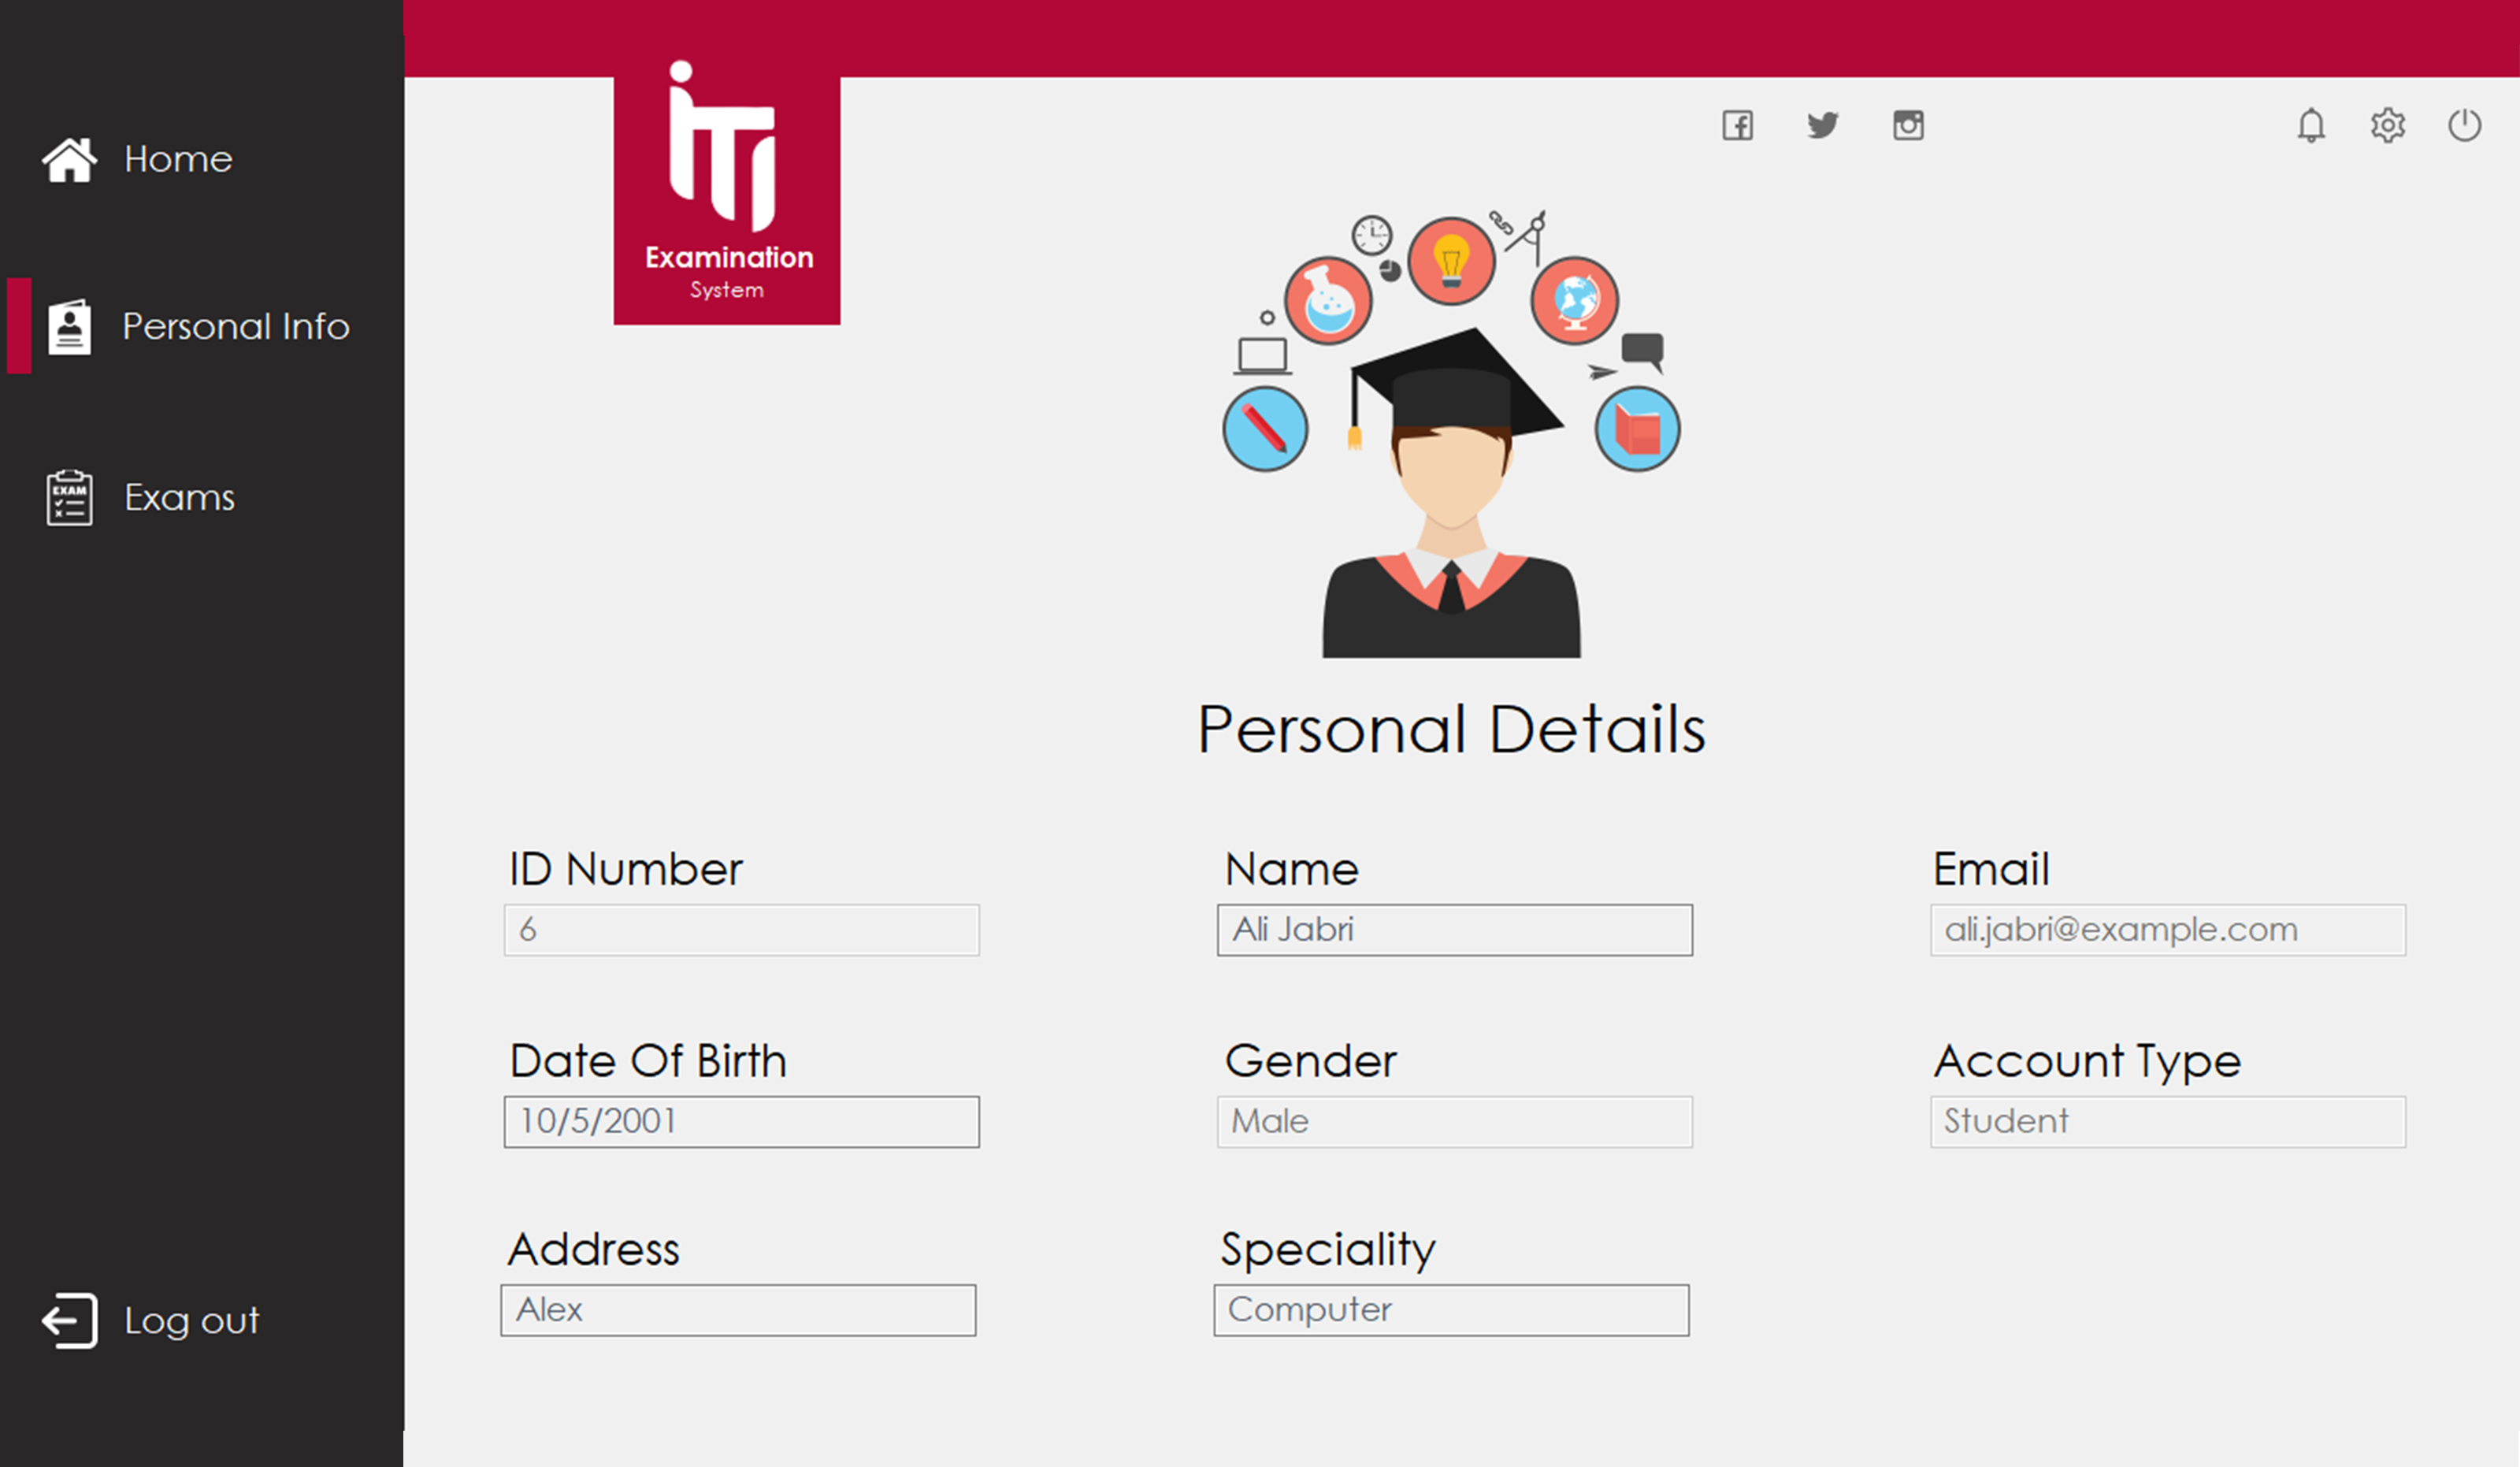 Home
Personal Info
EXAM
Exams
Log out
iTi
Examination
System
Personal Details
ID Number
6
Name
Ali Jabri
Email
ali.jabri@example.com
Date Of Birth
10/5/2001
Gender
Male
Account Type
Student
Address
Alex
Speciality
Computer